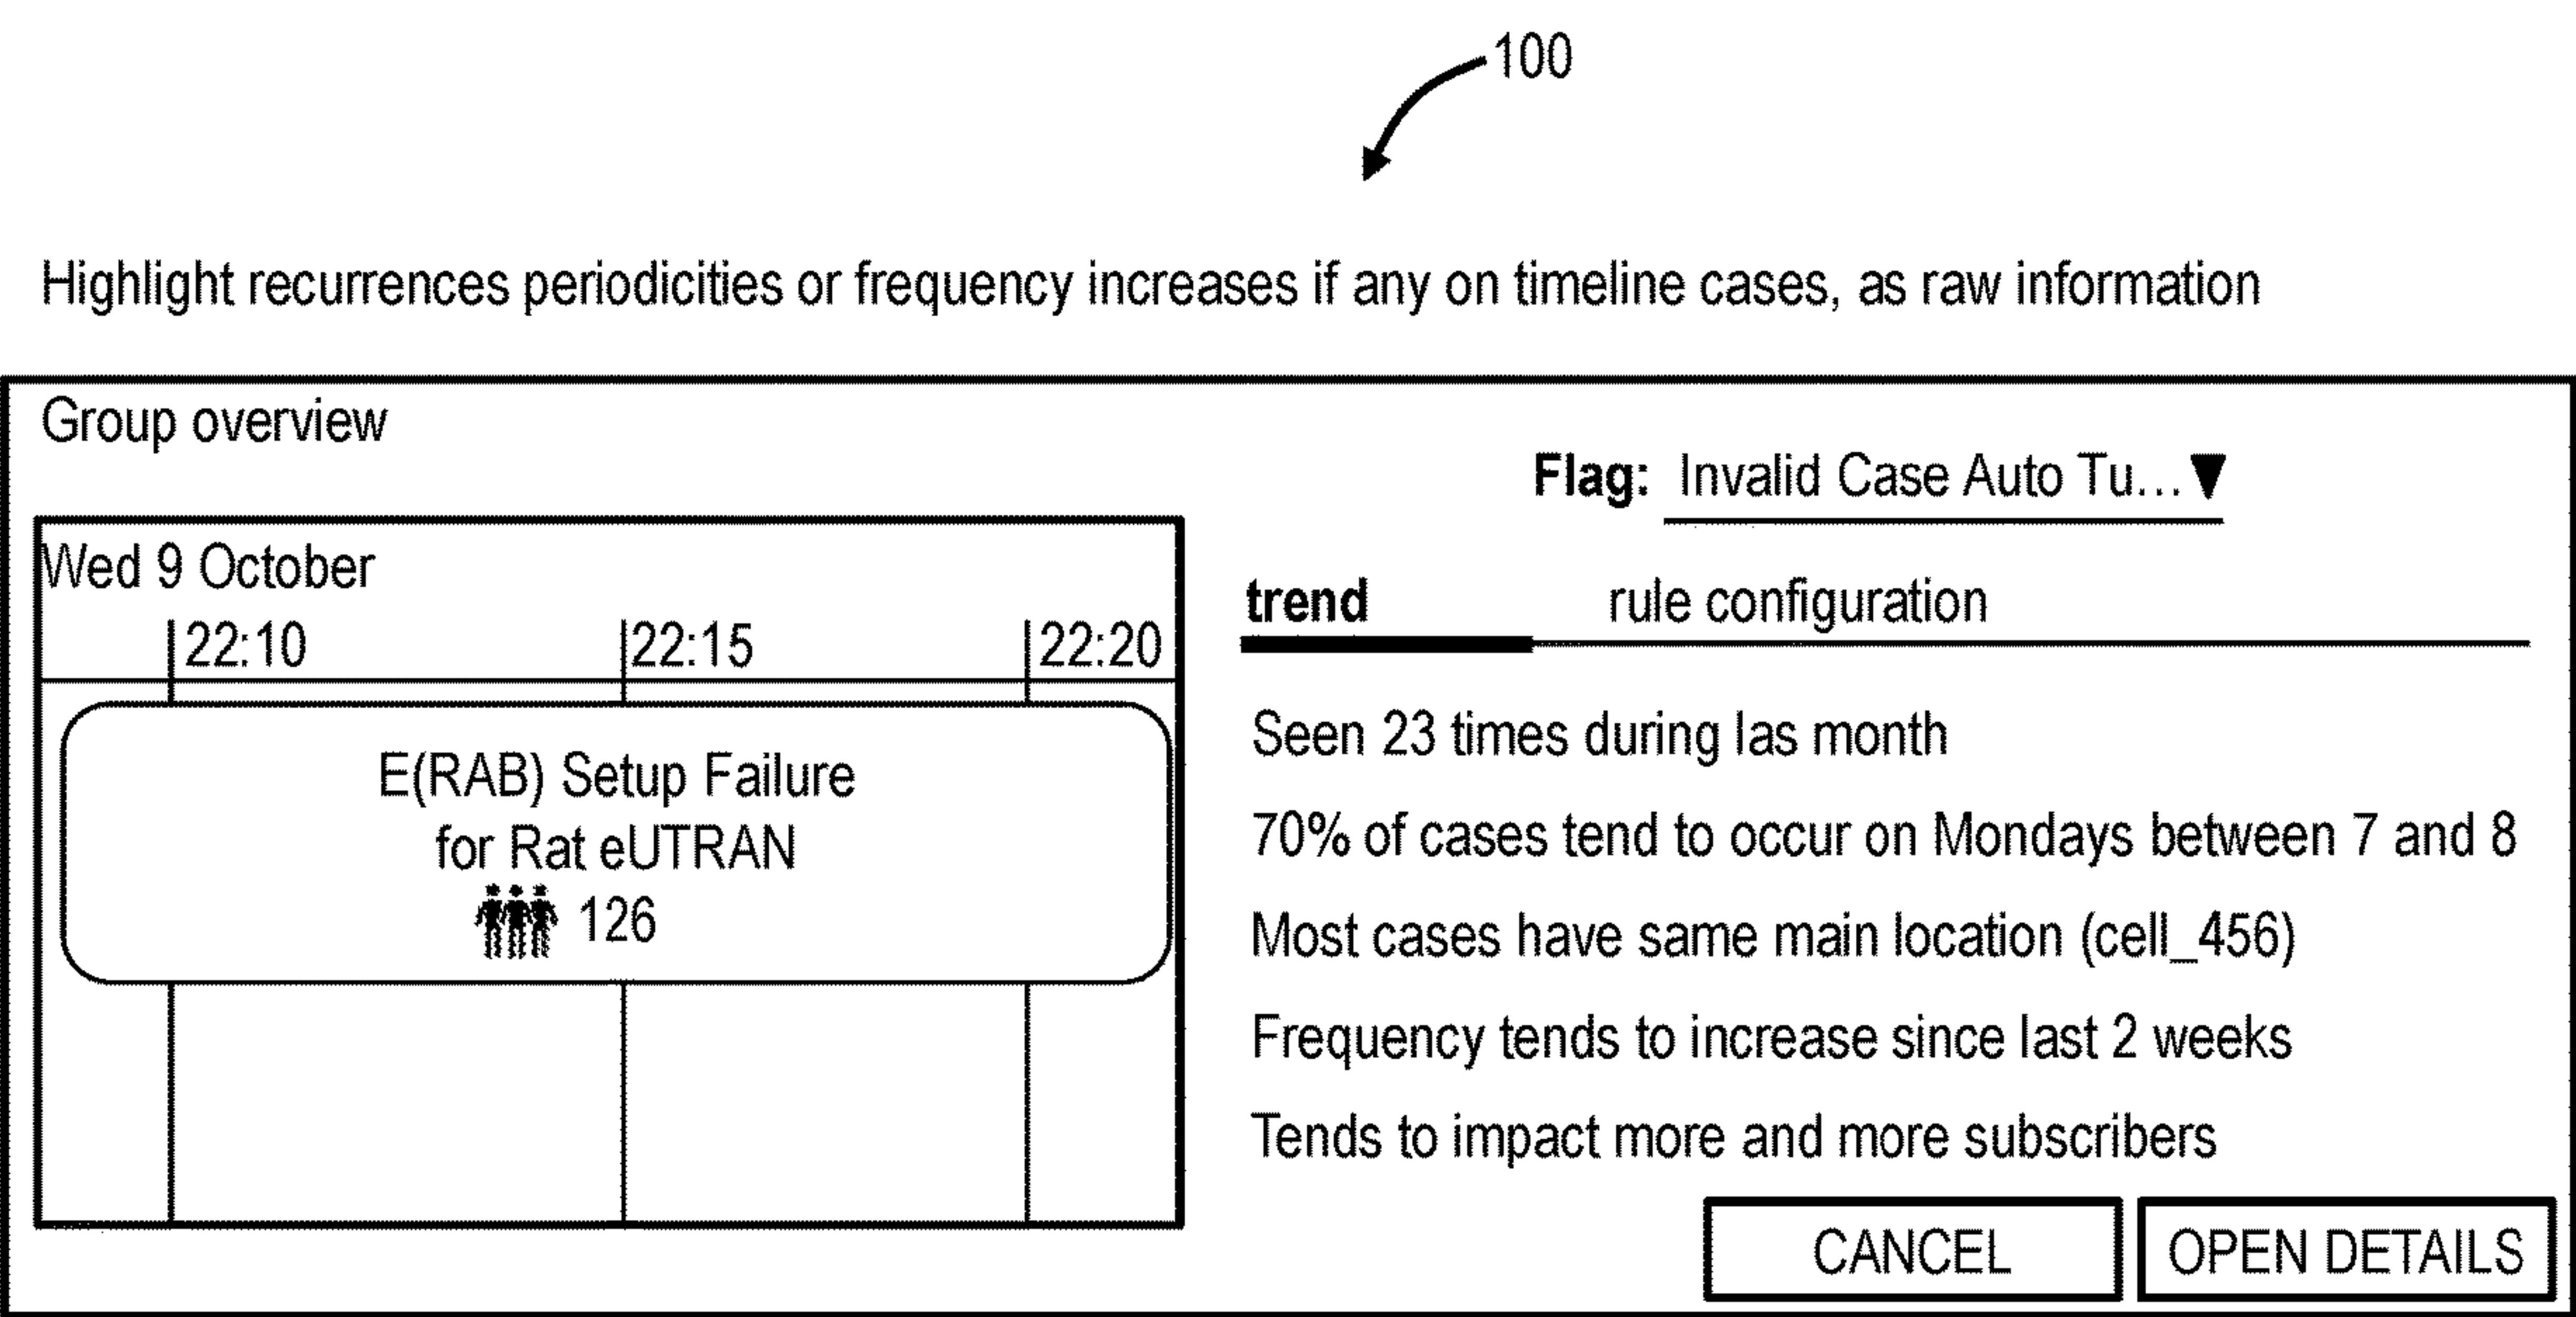 100
Highlight recurrences periodicities or frequency increases if any on timeline cases, as raw information
Group overview
Flag: Invalid Case Auto Tu...▼
Wed 9 October
22:10 22:15 22:20
E(RAB) Setup Failure
for Rat eUTRAN
126
trend rule configuration
Seen 23 times during las month
70% of cases tend to occur on Mondays between 7 and 8
Most cases have same main location (cell_456)
Frequency tends to increase since last 2 weeks
Tends to impact more and more subscribers
CANCEL OPEN DETAILS